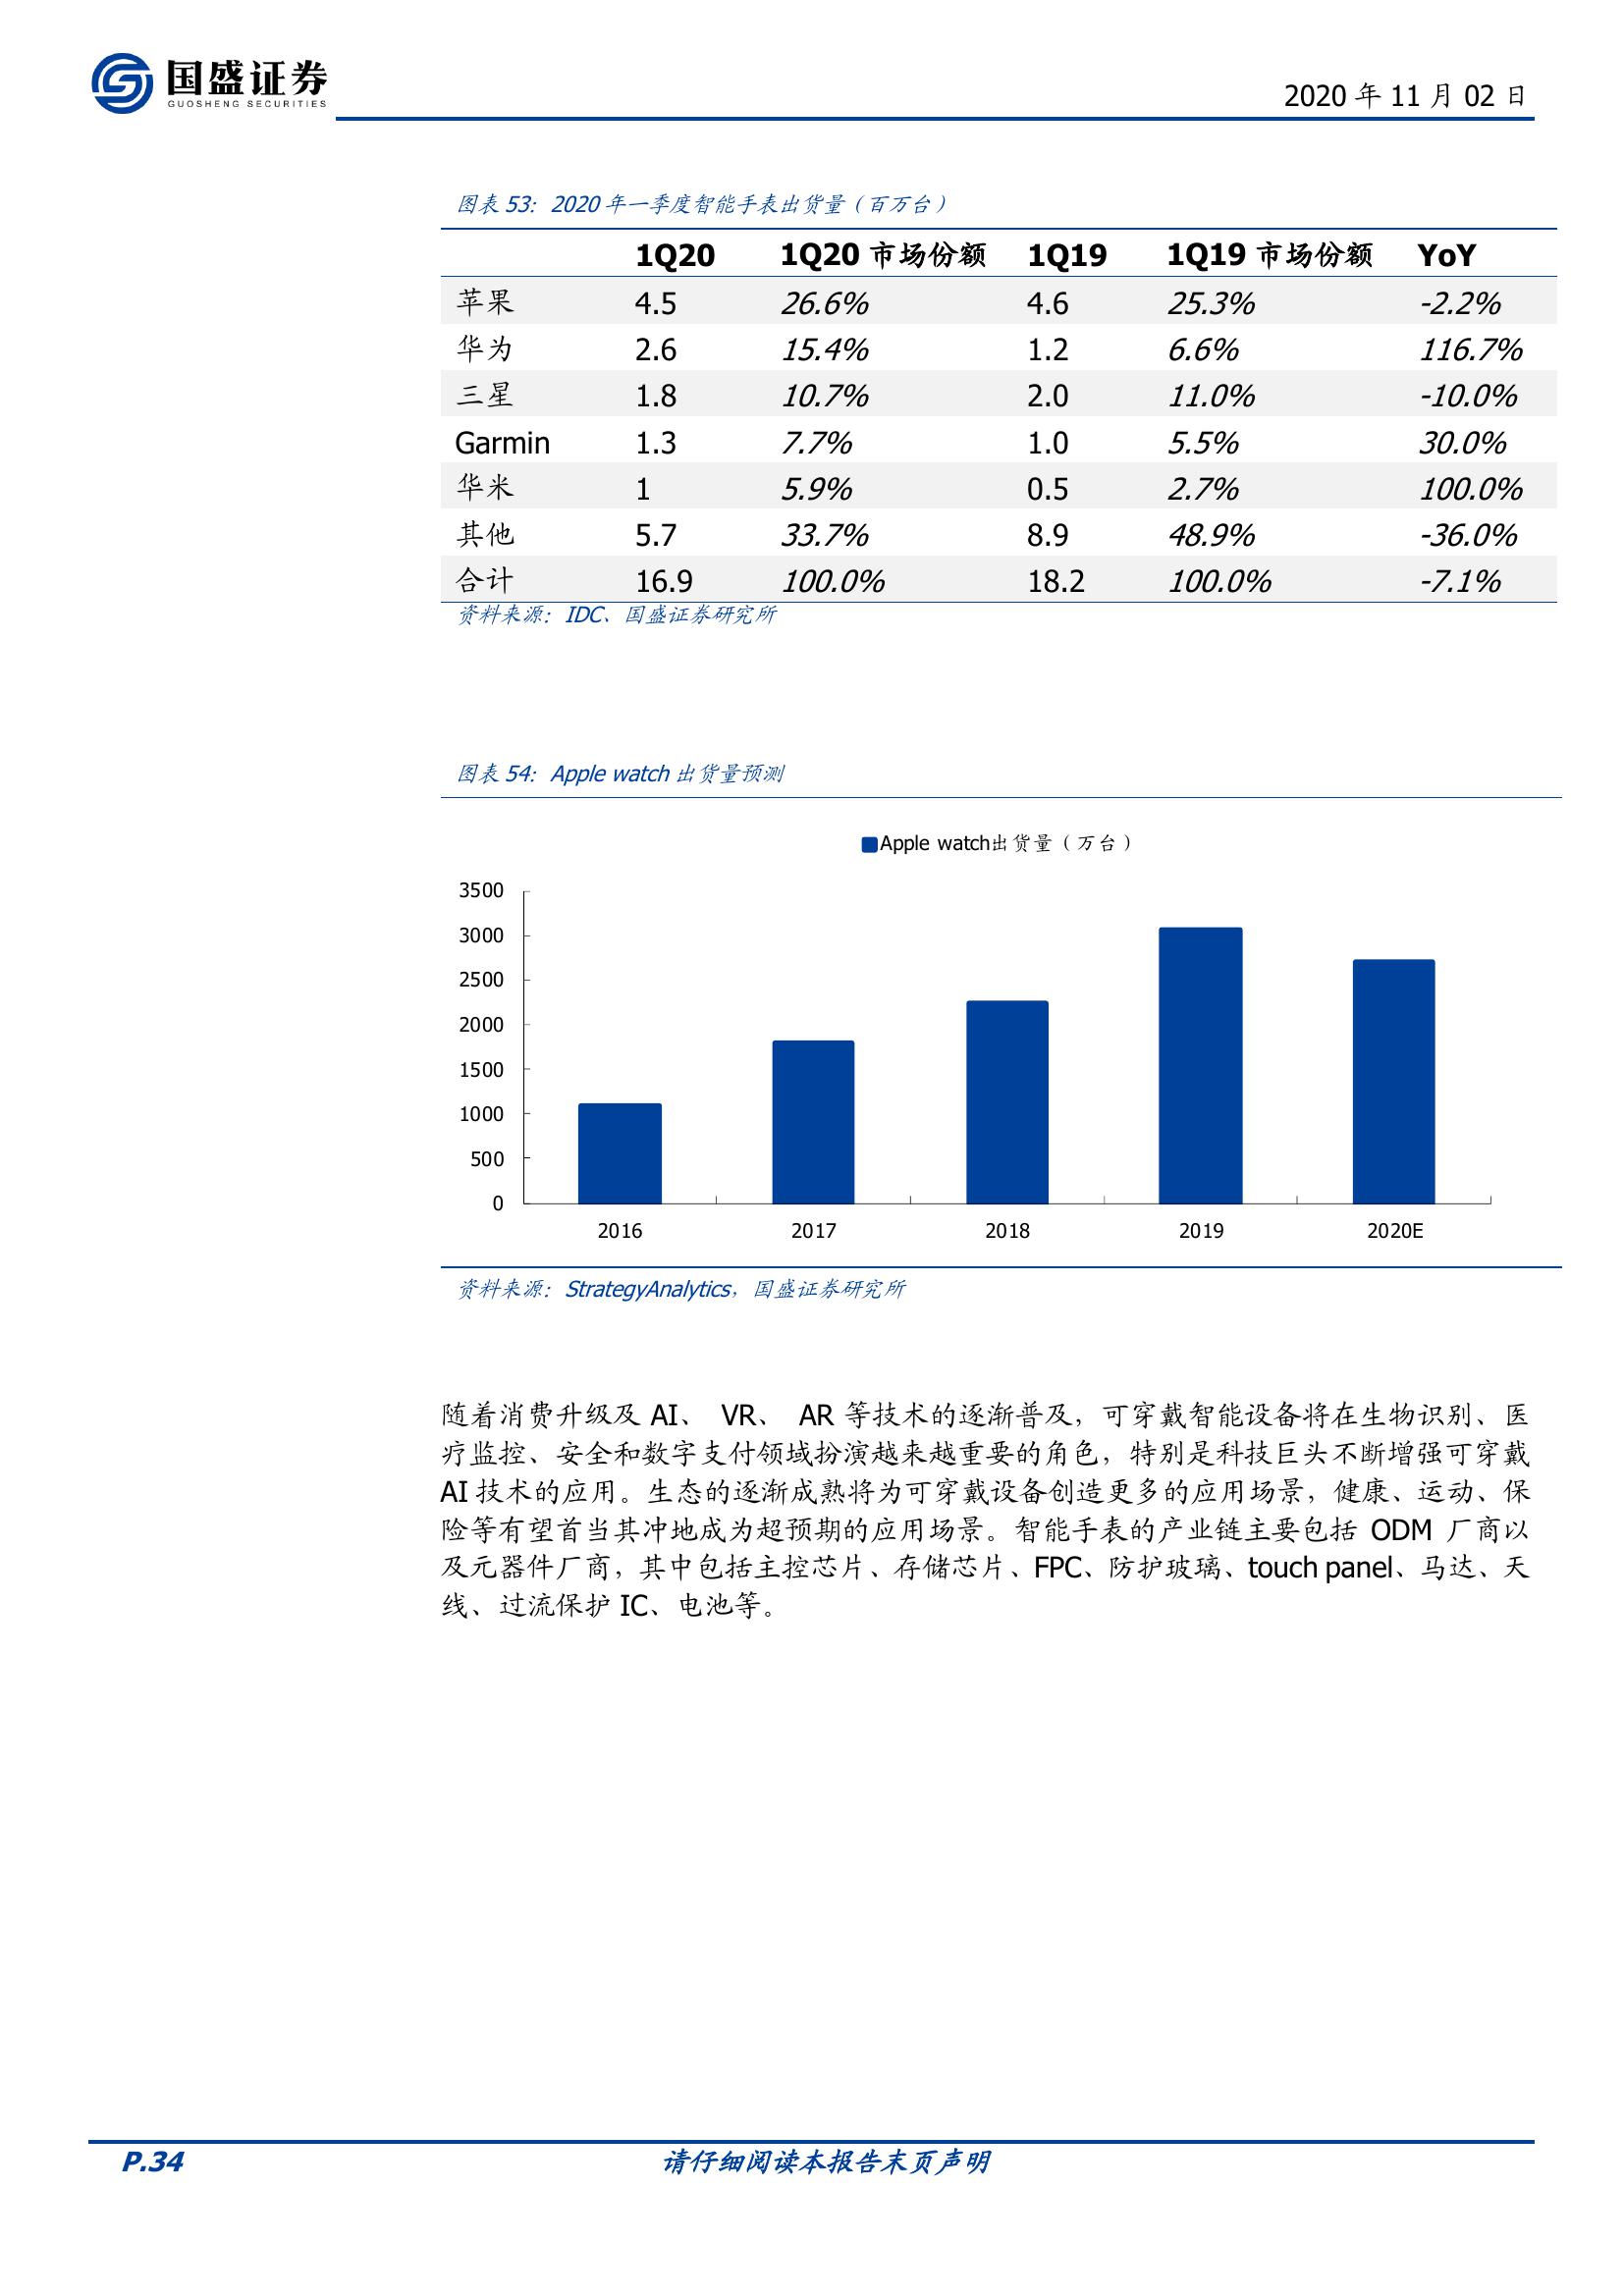 国盛证券
GUOSHENG SECURITIES
2020 年 11 月 02 日
图表 53：2020 年一季度智能手表出货量（百万台）
1Q20 1Q20 市场份额 1Q19 1Q19 市场份额 YoY
苹果 4.5 26.6% 4.6 25.3% -2.2%
华为 2.6 15.4% 1.2 6.6% 116.7%
三星 1.8 10.7% 2.0 11.0% -10.0%
Garmin 1.3 7.7% 1.0 5.5% 30.0%
华米 1 5.9% 0.5 2.7% 100.0%
其他 5.7 33.7% 8.9 48.9% -36.0%
合计 16.9 100.0% 18.2 100.0% -7.1%
资料来源：IDC、国盛证券研究所
图表 54：Apple watch 出货量预测
Apple watch出货量（万台）
3500
3000
2500
2000
1500
1000
500
0
2016 2017 2018 2019 2020E
资料来源：StrategyAnalytics，国盛证券研究所
随着消费升级及 AI、 VR、 AR 等技术的逐渐普及，可穿戴智能设备将在生物识别、医
疗监控、安全和数字支付领域扮演越来越重要的角色，特别是科技巨头不断增强可穿戴
AI 技术的应用。生态的逐渐成熟将为可穿戴设备创造更多的应用场景，健康、运动、保
险等有望首当其冲地成为超预期的应用场景。智能手表的产业链主要包括 ODM 厂商以
及元器件厂商，其中包括主控芯片、存储芯片、FPC、防护玻璃、touch panel、马达、天
线、过流保护 IC、电池等。
P.34 请仔细阅读本报告末页声明